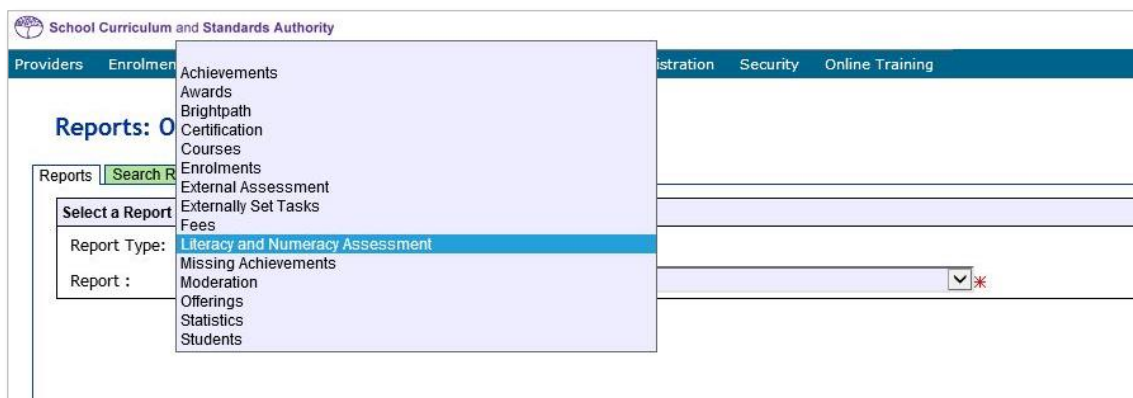 School Curriculum and Standards Authority
Providers Enrolmen istration Security Online Training
Reports: O
Reports Search R
Select a Report
Report Type:
Report :
Achievements
Awards
Brightpath
Certification
Courses
Enrolments
External Assessment
Externally Set Tasks
Fees
Literacy and Numeracy Assessment
Missing Achievements
Moderation
Offerings
Statistics
Students